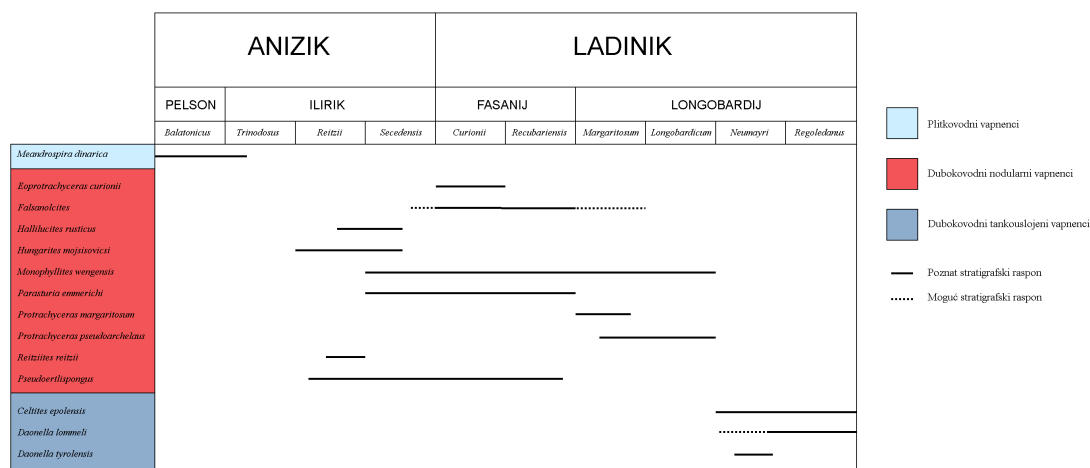 ANIZIK LADINIK
PELSON ILIRIK FASANIJ LONGOBARDIJ
Balatonicus Trinodosus Reitzii Secedensis Curionii Recubariensis Margaritosum Longobardicum Neumayri Regoledanus
Meandrospira dinarica
Eoprotrachyceras curionii
Falsanolcites
Hallilucites rusticus
Hungarites mojsisovicsi
Monophyllites wengensis
Parasturia emmerichi
Protrachyceras margaritosum
Protrachyceras pseudoarchelaus
Reitziites reitzii
Pseudoertlispongus
Celtites epolensis
Daonella lommeli
Daonella tyrolensis
Plitkovodni vapnenci
Dubokovodni nodularni vapnenci
Dubokovodni tankouslojeni vapnenci
Poznat stratigrafski raspon
Moguć stratigrafski raspon